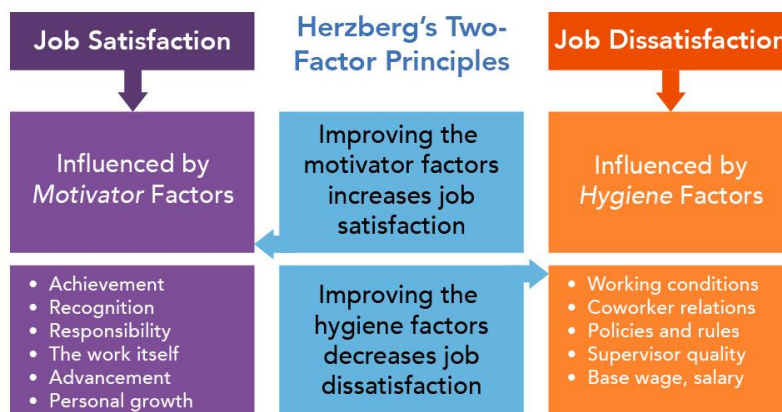 Job Satisfaction
Influenced by
Motivator Factors
• Achievement
• Recognition
• Responsibility
• The work itself
• Advancement
• Personal growth
Herzberg's Two-
Factor Principles
Improving the
motivator factors
increases job
satisfaction
Improving the
hygiene factors
decreases job
dissatisfaction
Job Dissatisfaction
Influenced by
Hygiene Factors
• Working conditions
• Coworker relations
• Policies and rules
• Supervisor quality
• Base wage, salary